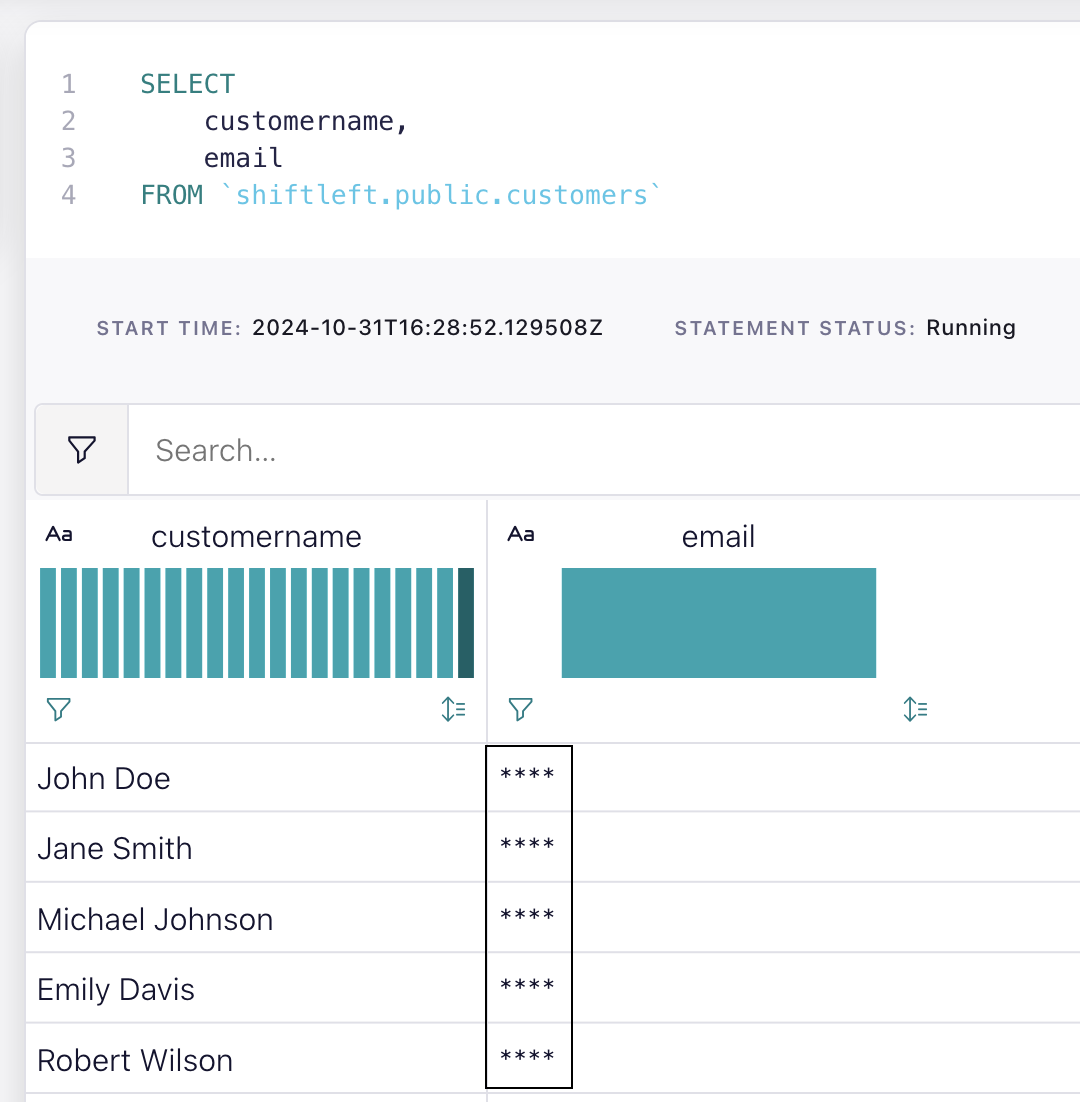 1 SELECT
2 customername,
3 email
4 FROM `shiftleft.public.customers`
START TIME: 2024-10-31T16:28:52.129508Z STATEMENT STATUS: Running
Search...
Aa customername Aa email
John Doe ****
Jane Smith ****
Michael Johnson ****
Emily Davis ****
Robert Wilson ****